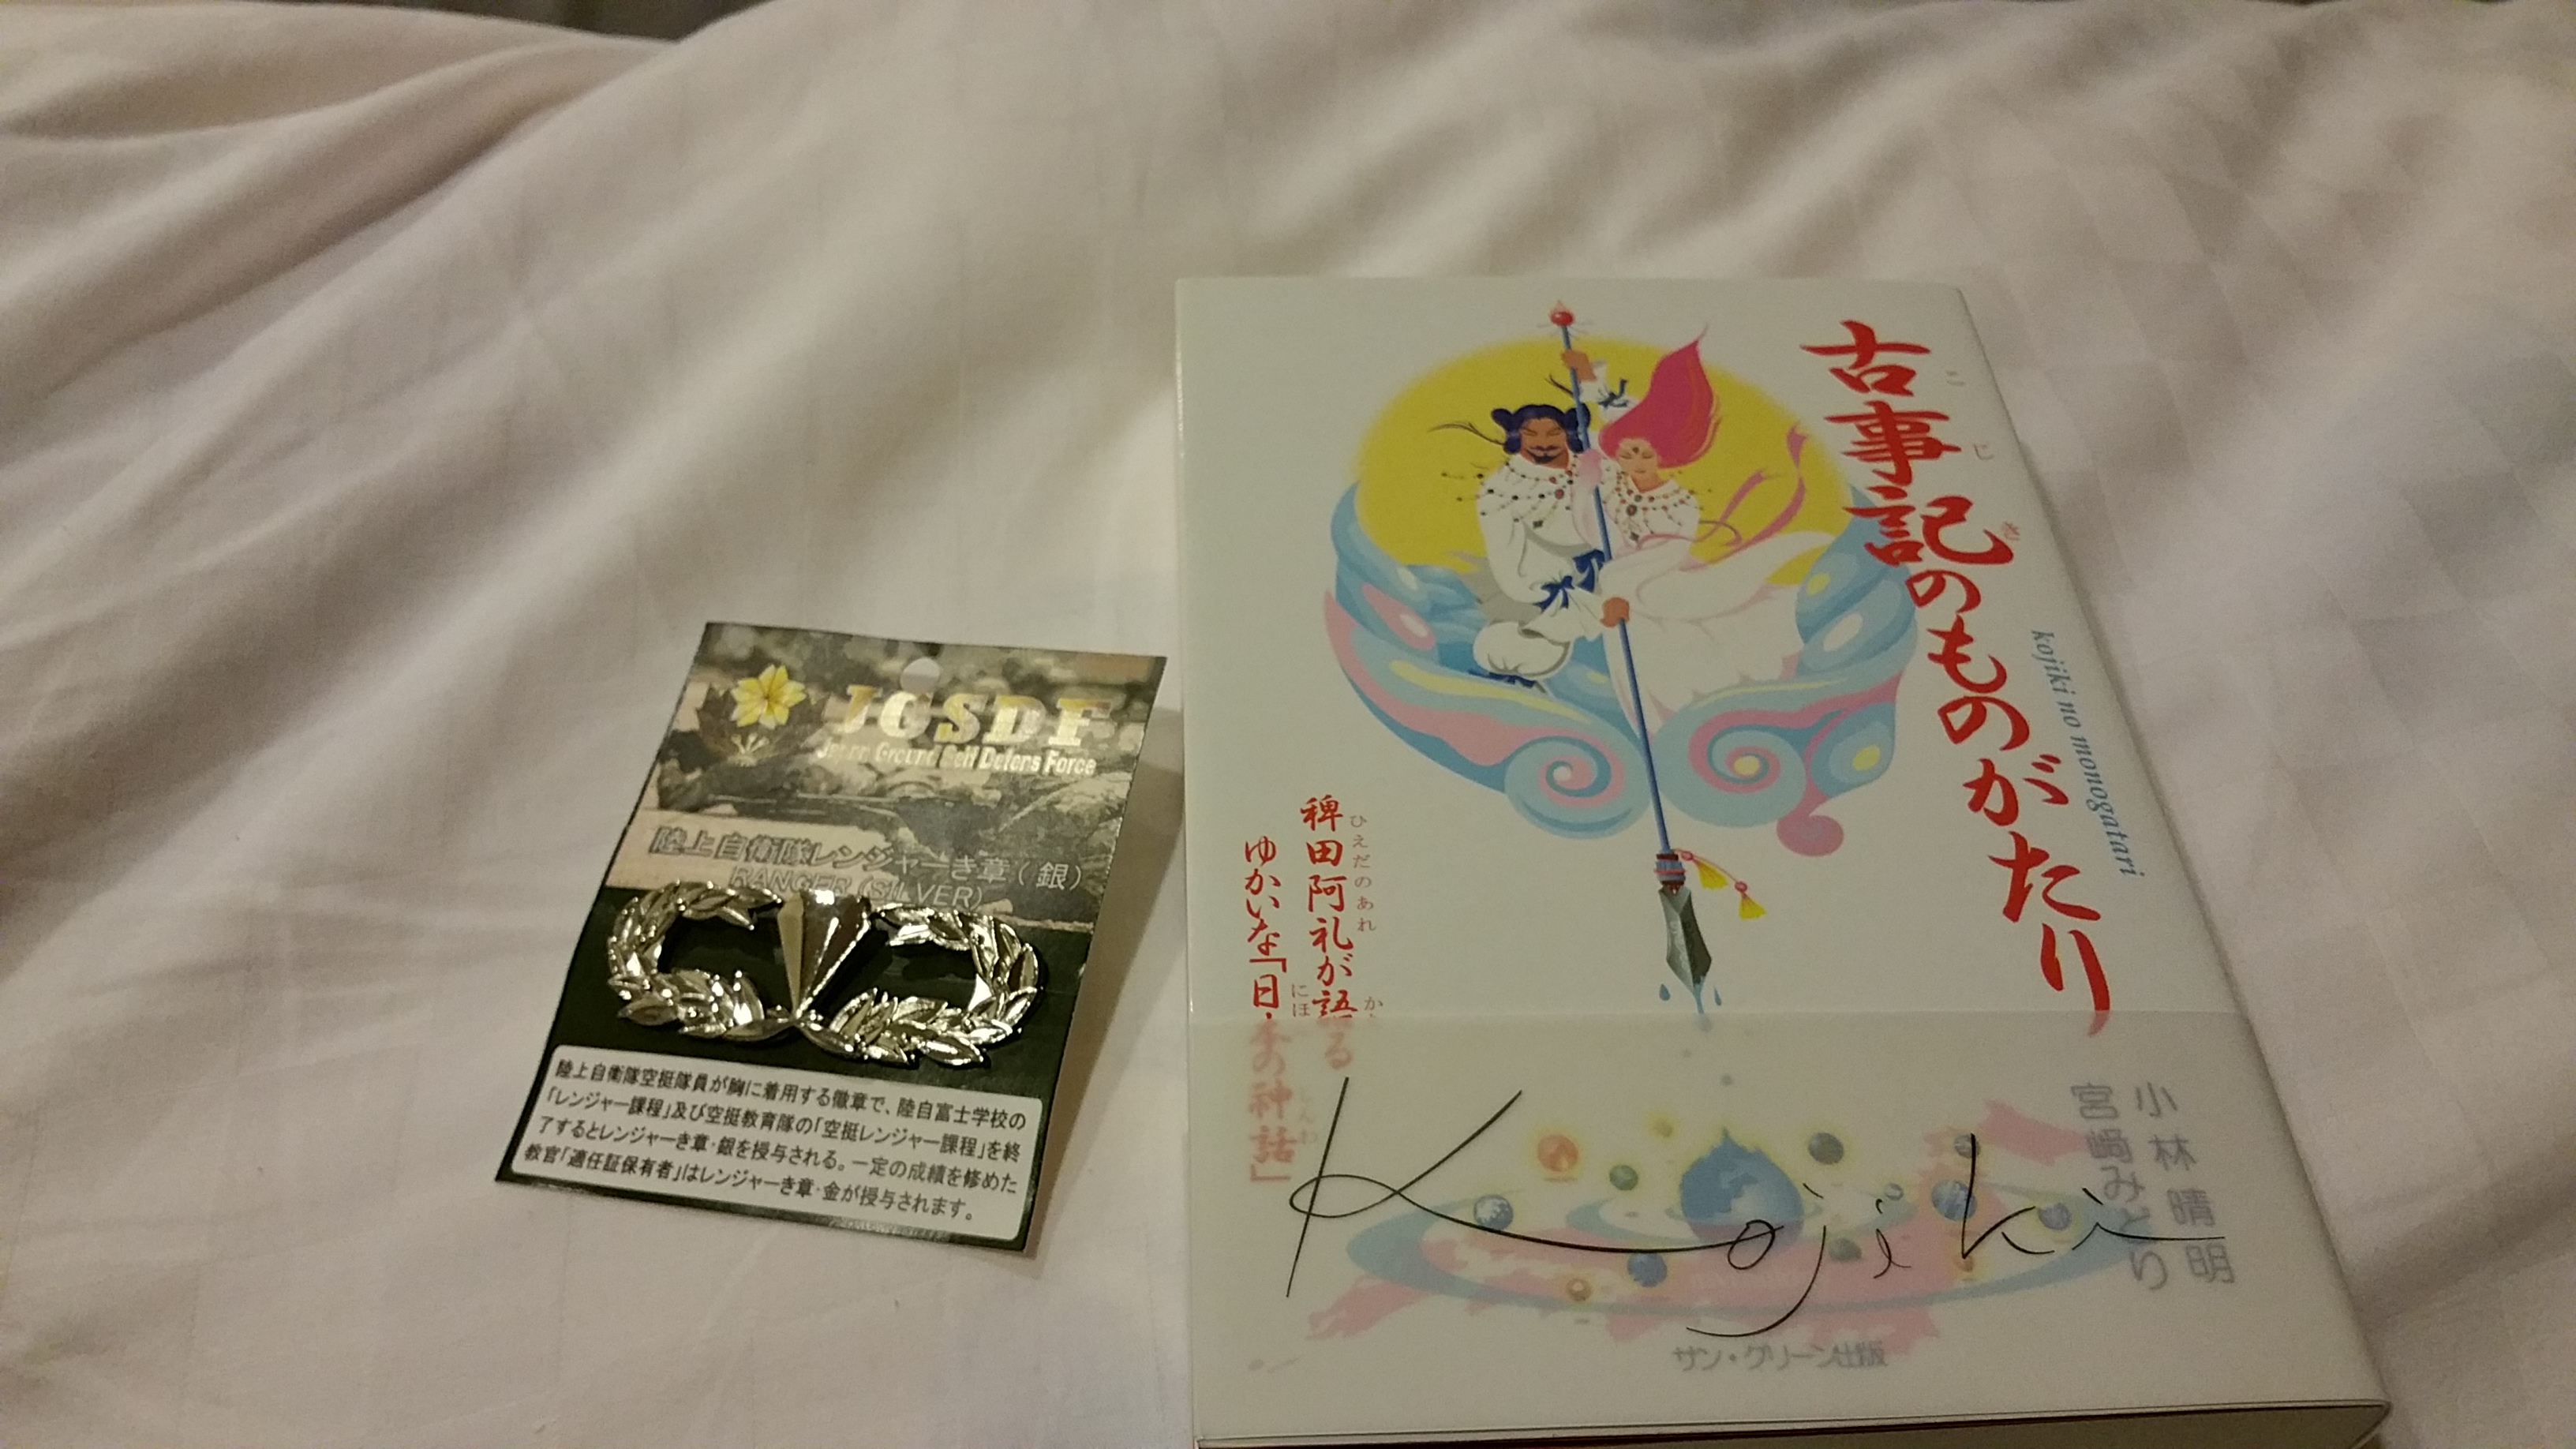 JGSDF
Japan Ground Self Defens Force
陸上自衛隊レンジャーき章(銀)
RANGER (SILVER)
陸上自衛隊空挺隊員が胸に着用する徽章で、陸自富士学校の
「レンジャー課程」及び空挺教育隊の「空挺レンジャー課程」を終
了するとレンジャーき章・銀を授与される。一定の成績を修めた
教官「適任証保有者」はレンジャーき章・金が授与されます。
古事記のものがたり
こじき
kojiki no monogatari
稗田阿礼が語る
ひえだのあれ
ゆかいな「日本の神話」
しんわ
小林晴明
宮崎みどり
Kojiki
サン・グリーン出版